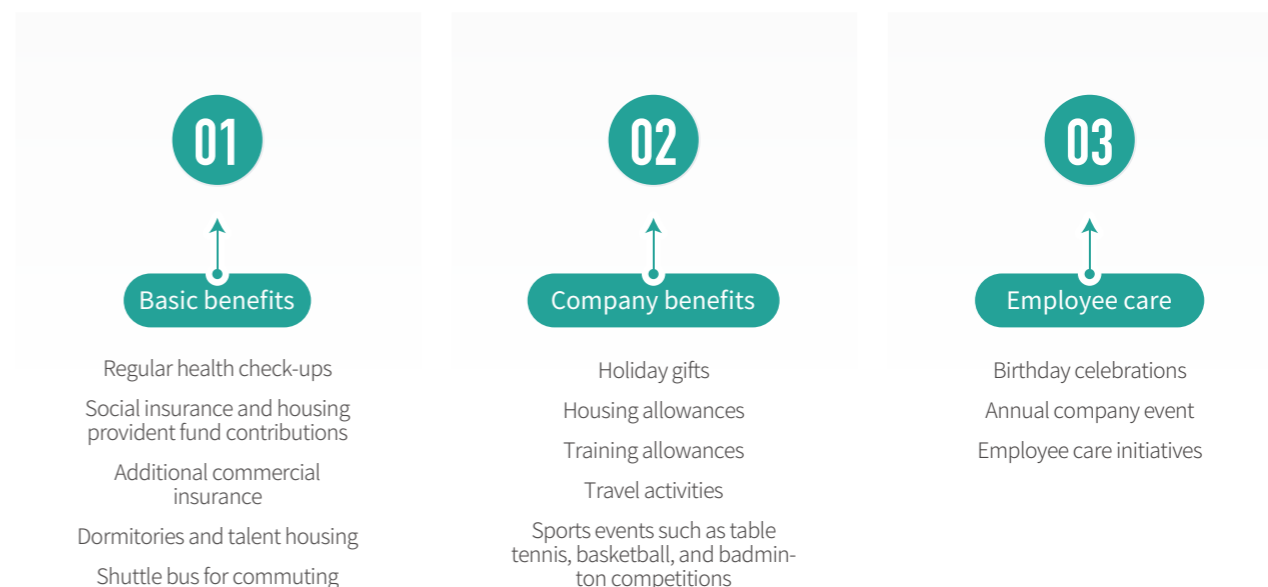 01
Basic benefits
Regular health check-ups
Social insurance and housing
provident fund contributions
Additional commercial
insurance
Dormitories and talent housing
Shuttle bus for commuting
02
Company benefits
Holiday gifts
Housing allowances
Training allowances
Travel activities
Sports events such as table
tennis, basketball, and badmin-
ton competitions
03
Employee care
Birthday celebrations
Annual company event
Employee care initiatives